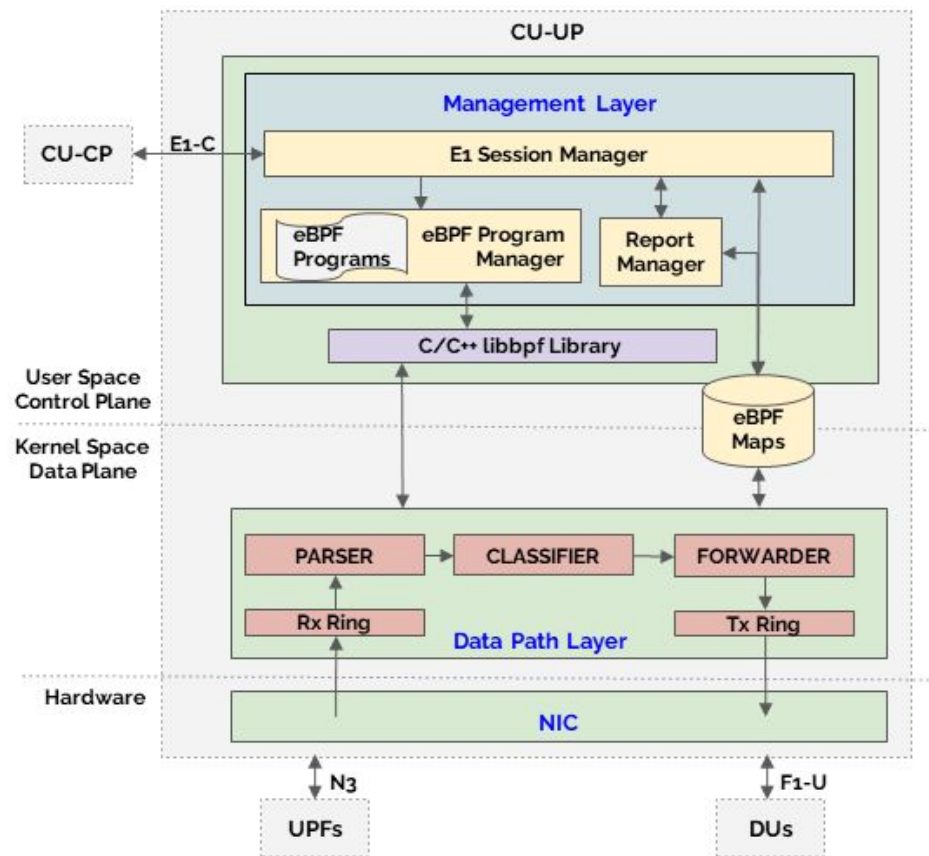 CU-UP
Management Layer
E1-C
CU-CP
E1 Session Manager
eBPF
Programs
eBPF Program
Manager
Report
Manager
C/C++ libbpf Library
User Space
Control Plane
eBPF
Maps
Kernel Space
Data Plane
PARSER
CLASSIFIER
FORWARDER
Rx Ring
Tx Ring
Data Path Layer
Hardware
NIC
N3
F1-U
UPFs
DUs